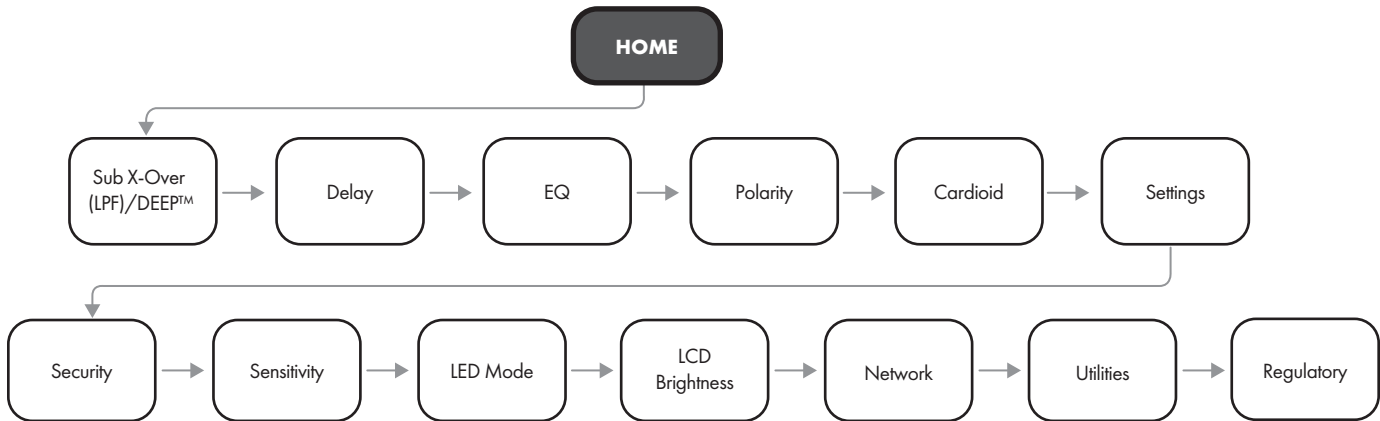 HOME
Sub X-Over
(LPF)/DEEP™
Delay
EQ
Polarity
Cardioid
Settings
Security
Sensitivity
LED Mode
LCD
Brightness
Network
Utilities
Regulatory